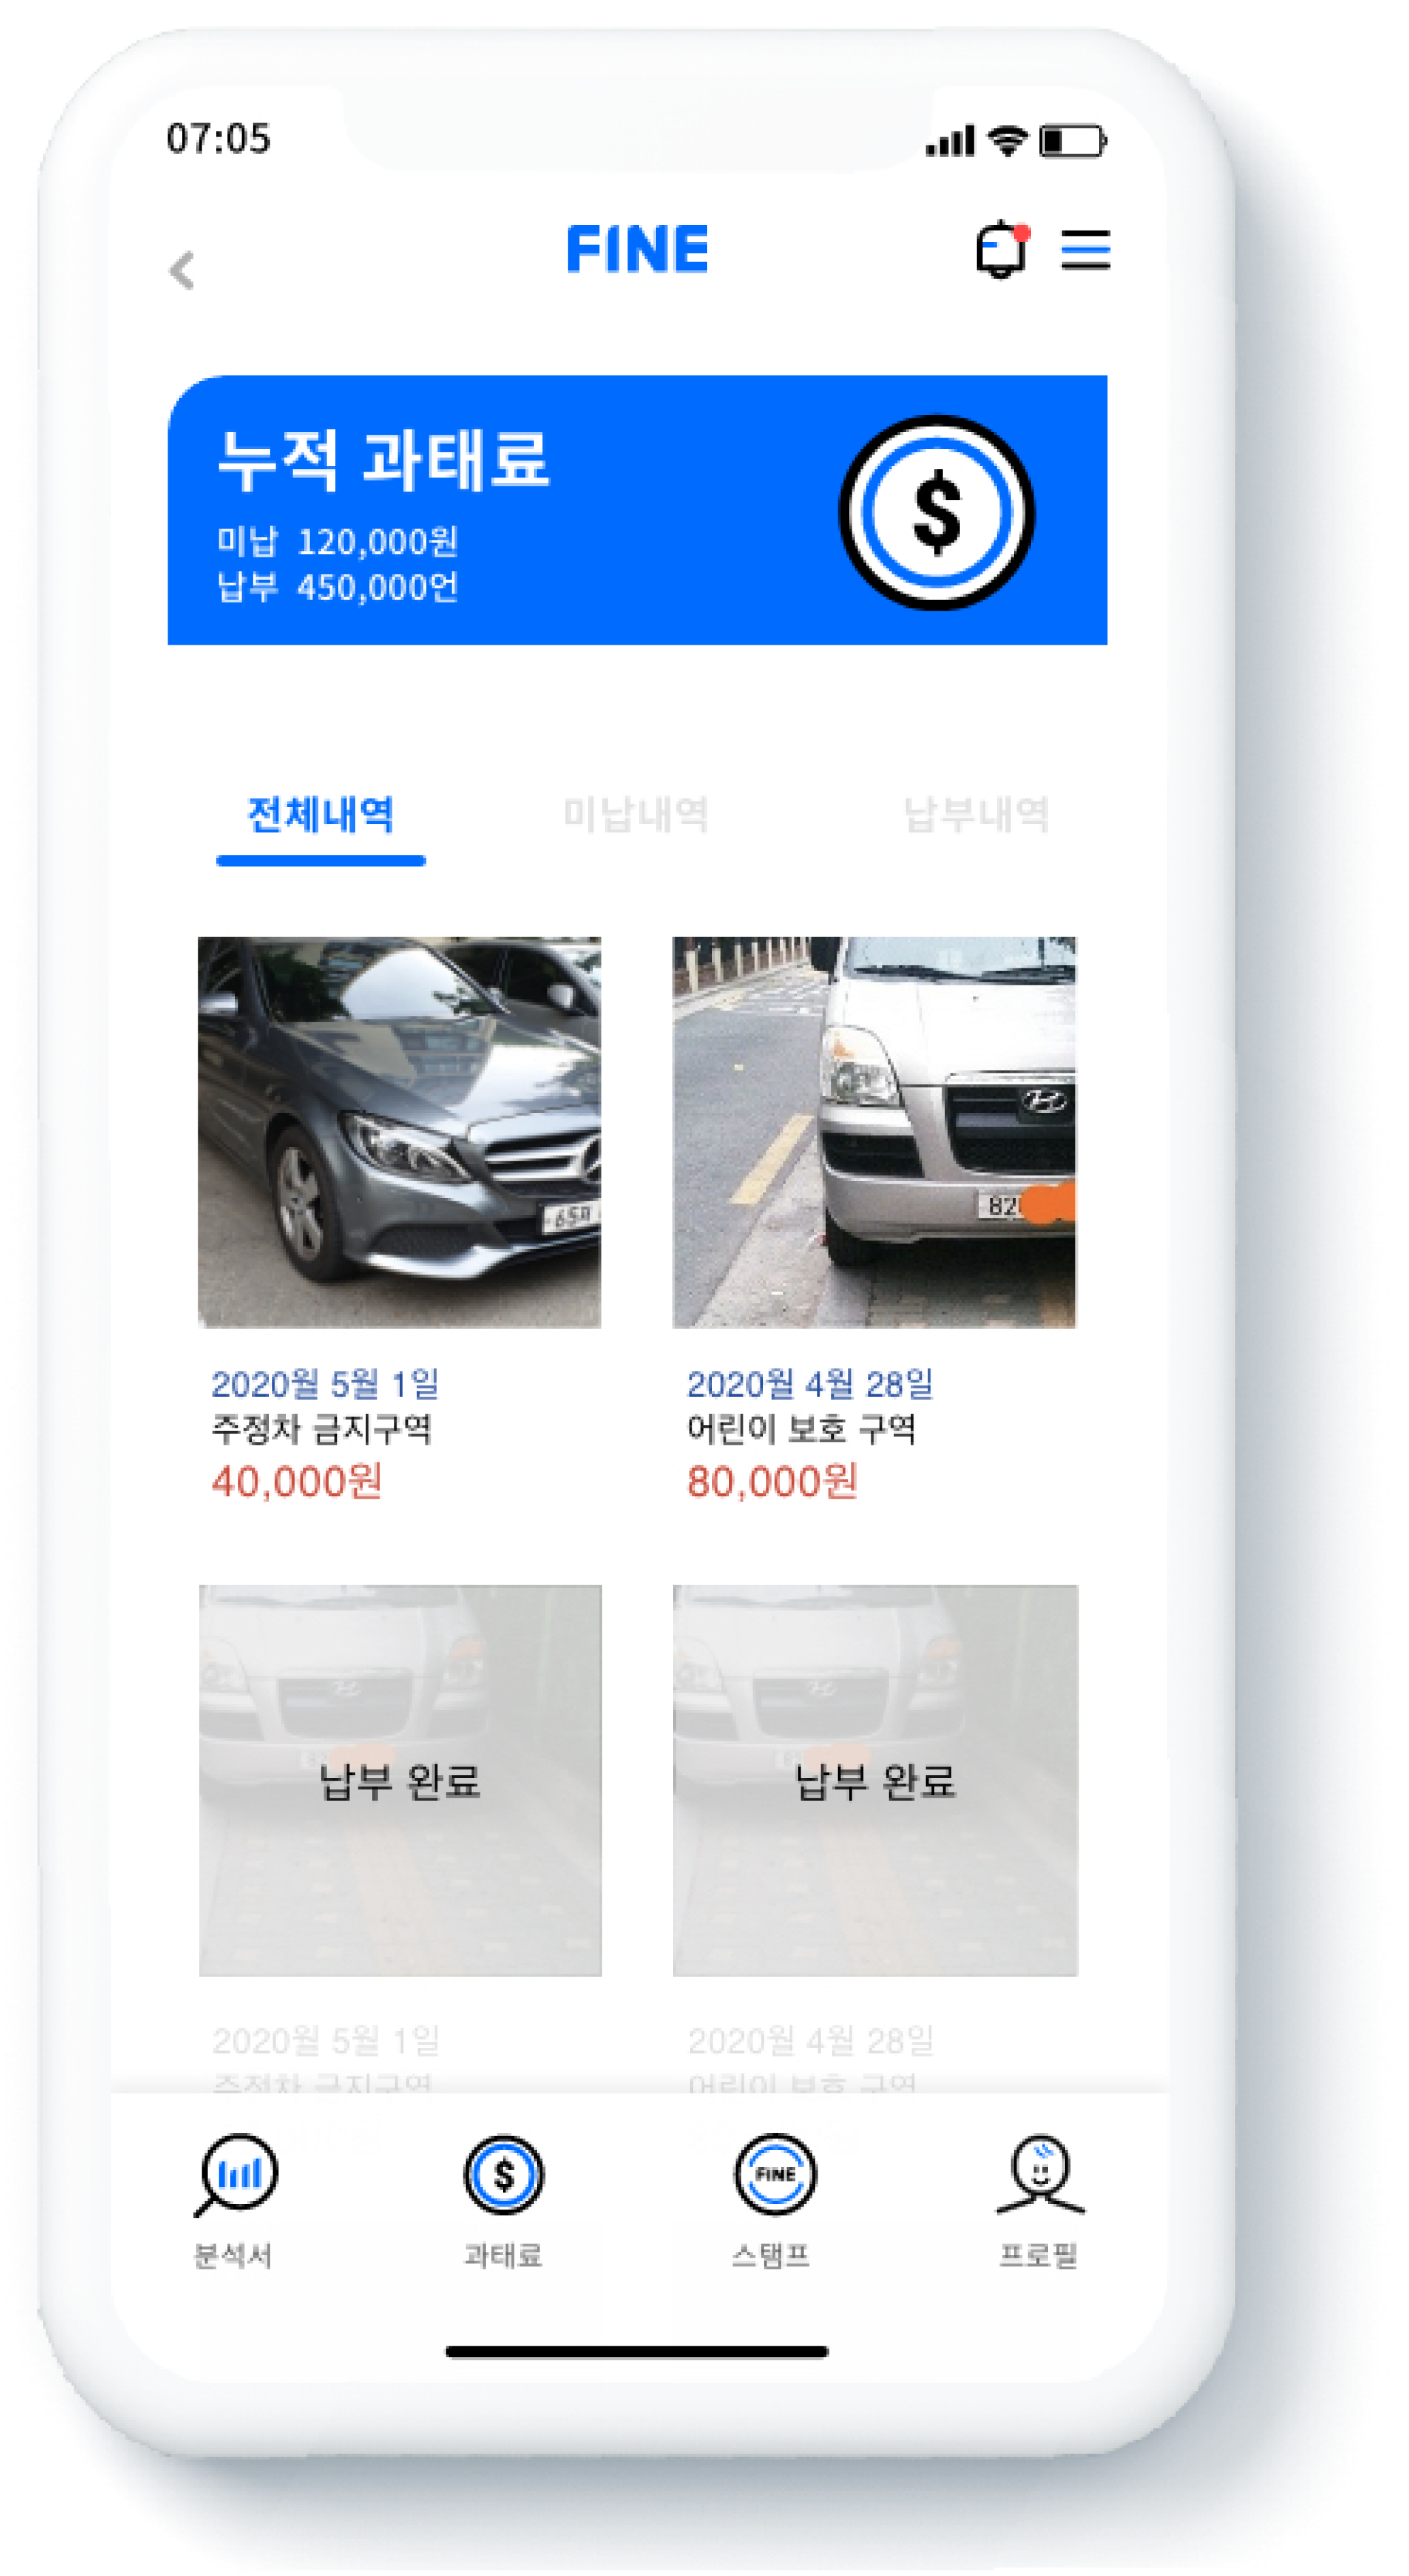 07:05
FINE
누적 과태료
미납 120,000원
납부 450,000언
전체내역 미납내역 납부내역
65
82
2020월 5월 1일 2020월 4월 28일
주정차 금지구역 어린이 보호 구역
40,000원 80,000원
납부 완료 납부 완료
2020월 5월 1일 2020월 4월 28일
주정차 금지구역 어린이 보호 구역
FINE
분석서 과태료 스탬프 프로필